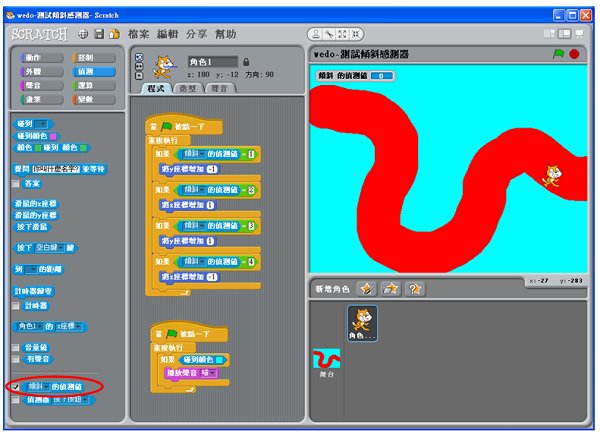 wedo-測試傾斜感測器- Scratch
SCRATCH 檔案 編輯 分享 幫助
動作 控制
外觀 偵測
聲音 運算
畫筆 變數
碰到
碰到顏色
顏色 碰到 顏色
詢問 你叫什麼名字? 並等待
答案
滑鼠的x座標
滑鼠的y座標
按下滑鼠
按下 空白鍵 鍵
到 的距離
計時器歸零
計時器
角色1 的 x座標
音量值
有聲音
傾斜 的偵測值
偵測器 按下按鈕
角色1
x: 180 y: -12 方向: 90
程式 造型 聲音
當 被點一下
重複執行
如果 傾斜 的偵測值 = 1
將y座標增加 -1
如果 傾斜 的偵測值 = 2
將x座標增加 1
如果 傾斜 的偵測值 = 3
將y座標增加 1
如果 傾斜 的偵測值 = 4
將x座標增加 -1
當 被點一下
重複執行
如果 碰到顏色
播放聲音 喵
wedo-測試傾斜感測器
傾斜 的偵測值 0
x: -27 y: -283
新增角色
角色...
舞台